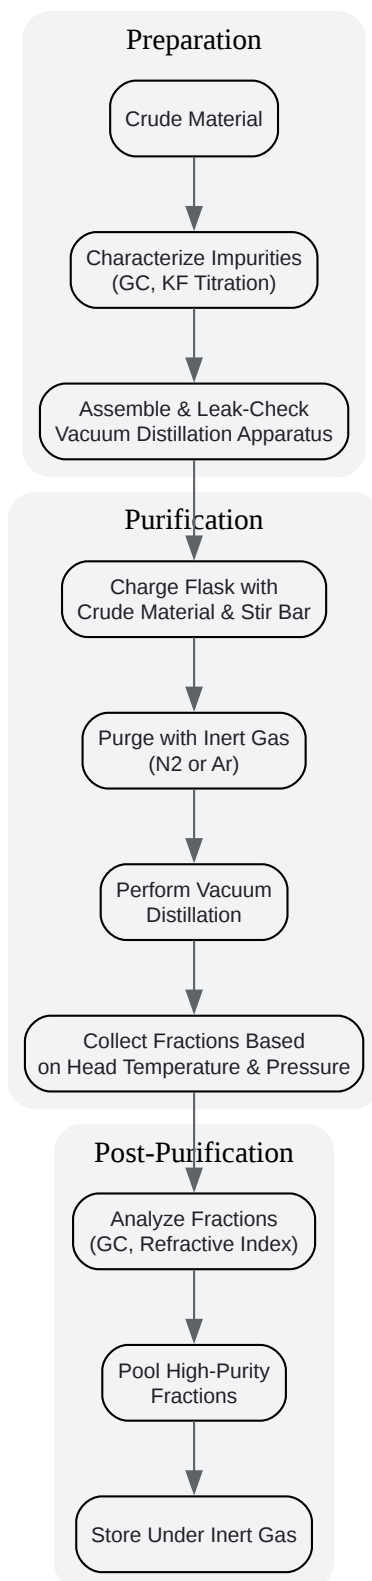 Preparation
Crude Material
Characterize Impurities
(GC, KF Titration)
Assemble & Leak-Check
Vacuum Distillation Apparatus
Purification
Charge Flask with
Crude Material & Stir Bar
Purge with Inert Gas
(N2 or Ar)
Perform Vacuum
Distillation
Collect Fractions Based
on Head Temperature & Pressure
Post-Purification
Analyze Fractions
(GC, Refractive Index)
Pool High-Purity
Fractions
Store Under Inert Gas